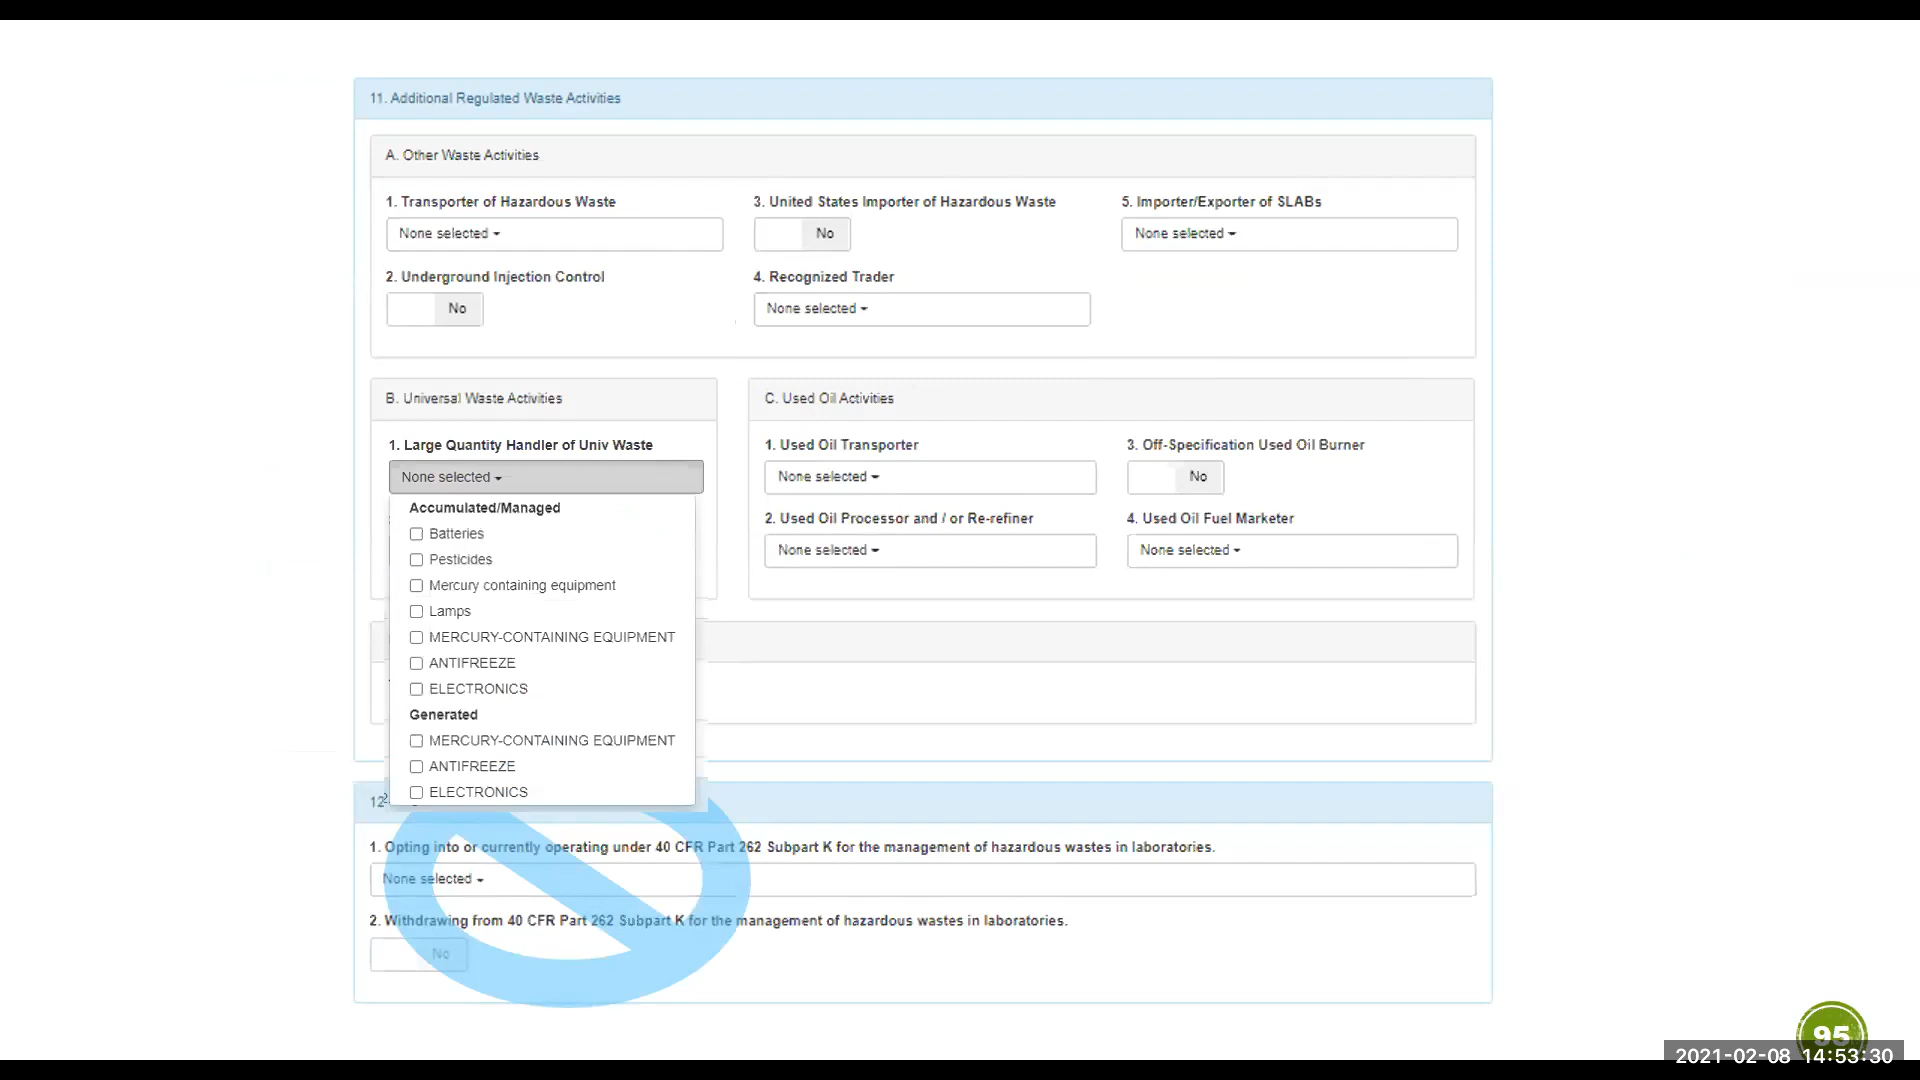 11. Additional Regulated Waste Activities
A. Other Waste Activities
1. Transporter of Hazardous Waste
None selected
2. Underground Injection Control
No
3. United States Importer of Hazardous Waste
No
4. Recognized Trader
None selected
5. Importer/Exporter of SLABs
None selected
B. Universal Waste Activities
1. Large Quantity Handler of Univ Waste
None selected
Accumulated/Managed
Batteries
Pesticides
Mercury containing equipment
Lamps
MERCURY-CONTAINING EQUIPMENT
ANTIFREEZE
ELECTRONICS
Generated
MERCURY-CONTAINING EQUIPMENT
ANTIFREEZE
ELECTRONICS
C. Used Oil Activities
1. Used Oil Transporter
None selected
2. Used Oil Processor and / or Re-refiner
None selected
3. Off-Specification Used Oil Burner
No
4. Used Oil Fuel Marketer
None selected
12
1. Opting into or currently operating under 40 CFR Part 262 Subpart K for the management of hazardous wastes in laboratories.
None selected
2. Withdrawing from 40 CFR Part 262 Subpart K for the management of hazardous wastes in laboratories.
No
95
2021-02-08 14:53:30